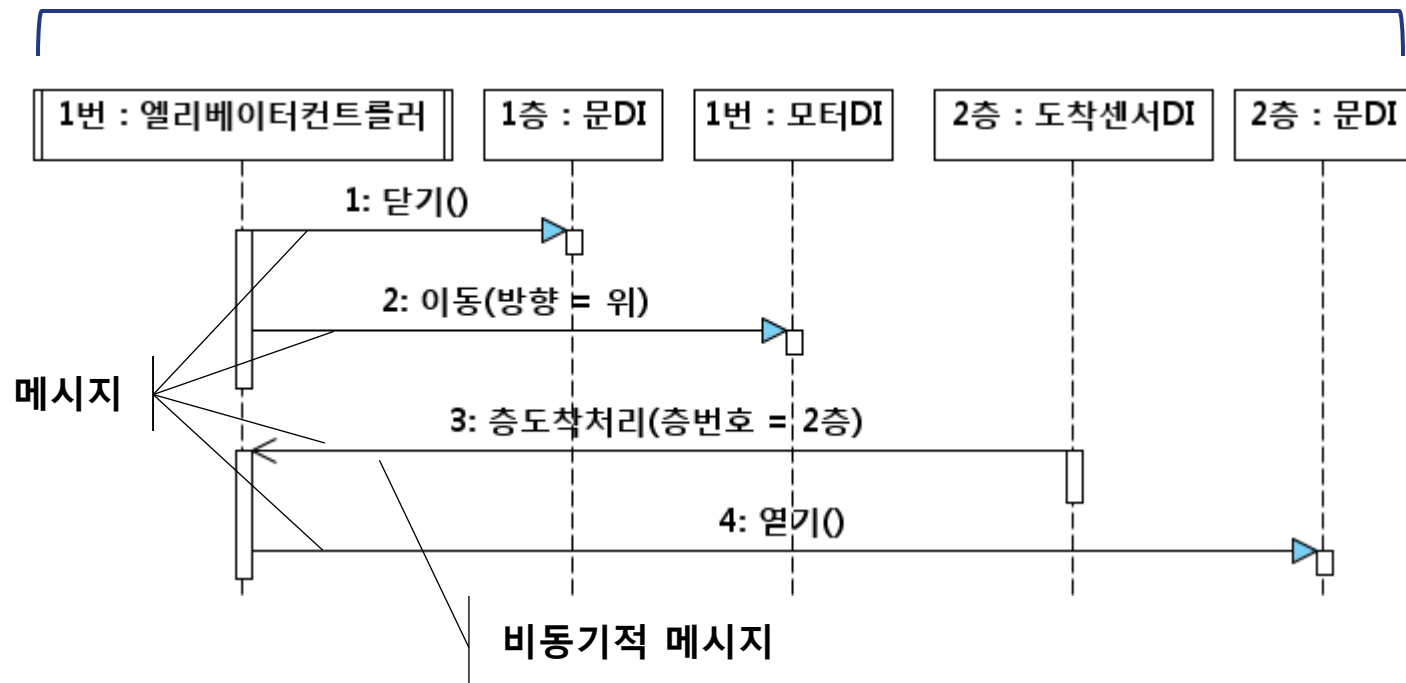 1번 : 엘리베이터컨트롤러
1층 : 문DI
1번 : 모터DI
2층 : 도착센서DI
2층 : 문DI
1: 닫기()
2: 이동(방향 = 위)
메시지
3: 층도착처리(층번호 = 2층)
4: 열기()
비동기적 메시지